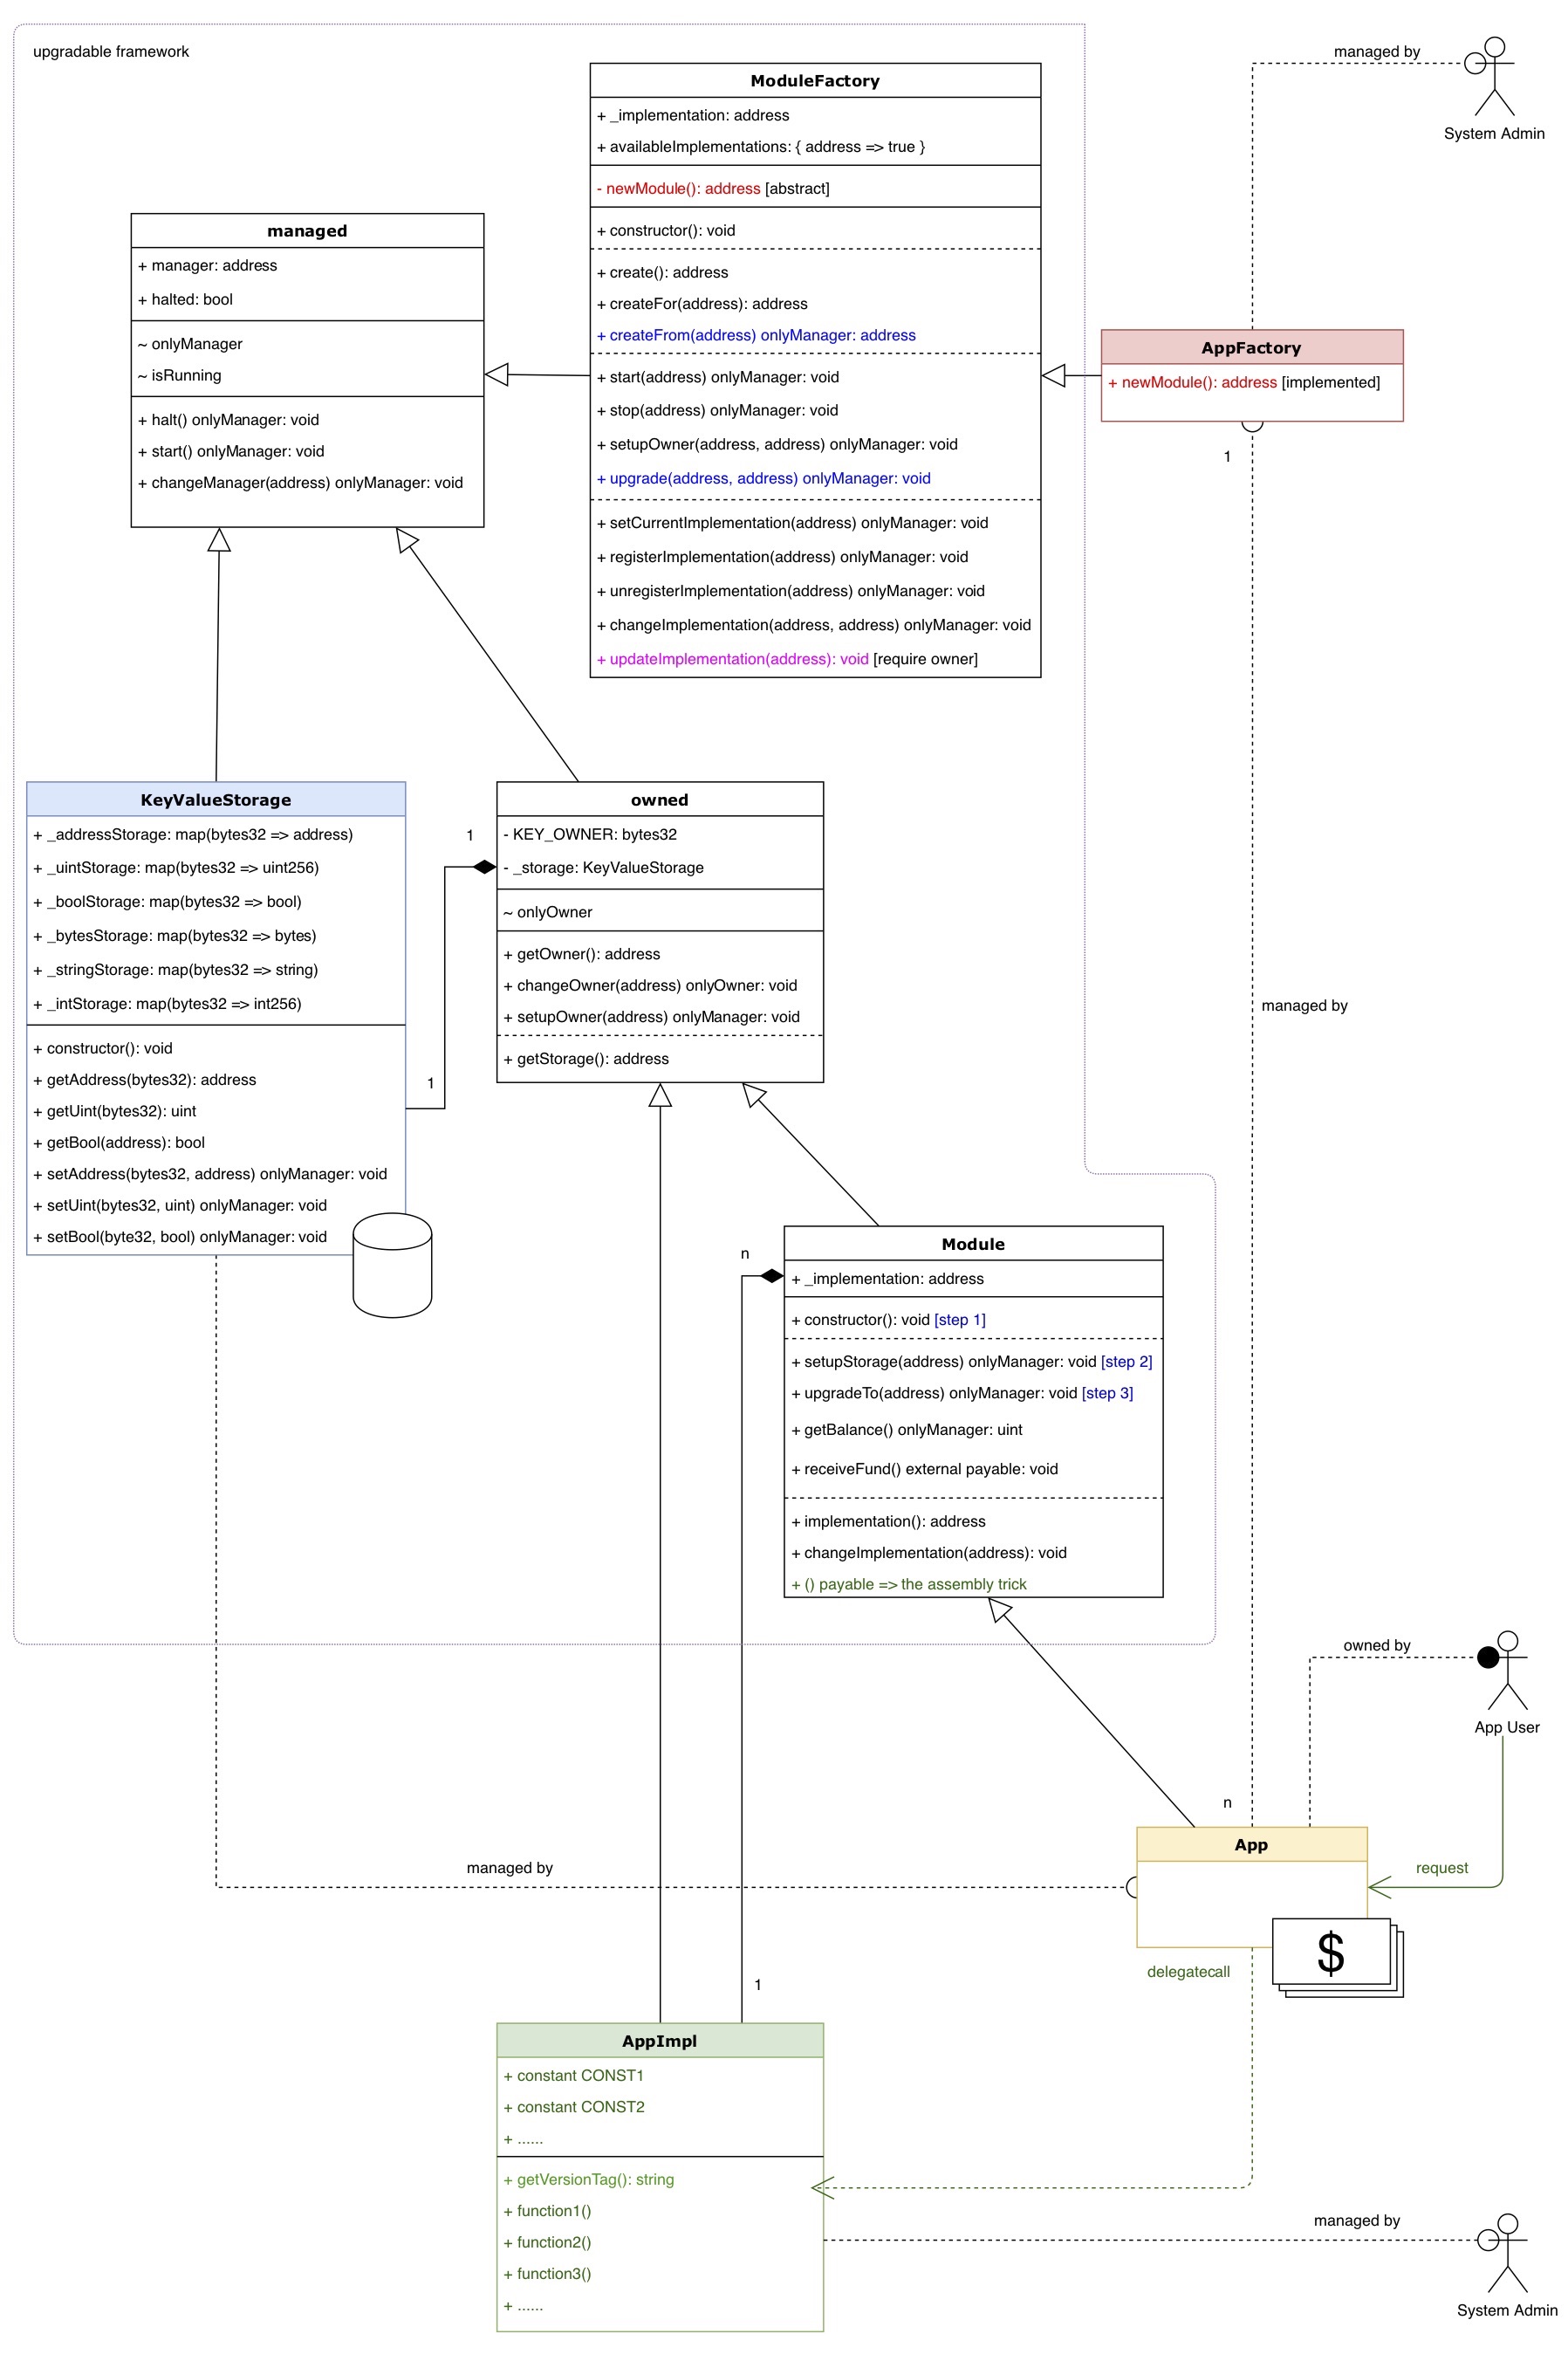 upgradable framework
managed by
System Admin
ModuleFactory
+ _implementation: address
+ availableImplementations: { address => true }
- newModule(): address [abstract]
+ constructor(): void
+ create(): address
+ createFor(address): address
+ createFrom(address) onlyManager: address
+ start(address) onlyManager: void
+ stop(address) onlyManager: void
+ setupOwner(address, address) onlyManager: void
+ upgrade(address, address) onlyManager: void
+ setCurrentImplementation(address) onlyManager: void
+ registerImplementation(address) onlyManager: void
+ unregisterImplementation(address) onlyManager: void
+ changeImplementation(address, address) onlyManager: void
+ updateImplementation(address): void [require owner]
managed
+ manager: address
+ halted: bool
~ onlyManager
~ isRunning
+ halt() onlyManager: void
+ start() onlyManager: void
+ changeManager(address) onlyManager: void
AppFactory
+ newModule(): address [implemented]
1
managed by
KeyValueStorage
+ _addressStorage: map(bytes32 => address)
+ _uintStorage: map(bytes32 => uint256)
+ _boolStorage: map(bytes32 => bool)
+ _bytesStorage: map(bytes32 => bytes)
+ _stringStorage: map(bytes32 => string)
+ _intStorage: map(bytes32 => int256)
+ constructor(): void
+ getAddress(bytes32): address
+ getUint(bytes32): uint
+ getBool(address): bool
+ setAddress(bytes32, address) onlyManager: void
+ setUint(bytes32, uint) onlyManager: void
+ setBool(byte32, bool) onlyManager: void
1
1
owned
- KEY_OWNER: bytes32
- _storage: KeyValueStorage
~ onlyOwner
+ getOwner(): address
+ changeOwner(address) onlyOwner: void
+ setupOwner(address) onlyManager: void
+ getStorage(): address
n
Module
+ _implementation: address
+ constructor(): void [step 1]
+ setupStorage(address) onlyManager: void [step 2]
+ upgradeTo(address) onlyManager: void [step 3]
+ getBalance() onlyManager: uint
+ receiveFund() external payable: void
+ implementation(): address
+ changeImplementation(address): void
+ () payable => the assembly trick
owned by
App User
n
App
request
managed by
$
delegatecall
1
AppImpl
+ constant CONST1
+ constant CONST2
+ ......
+ getVersionTag(): string
+ function1()
+ function2()
+ function3()
+ ......
managed by
System Admin